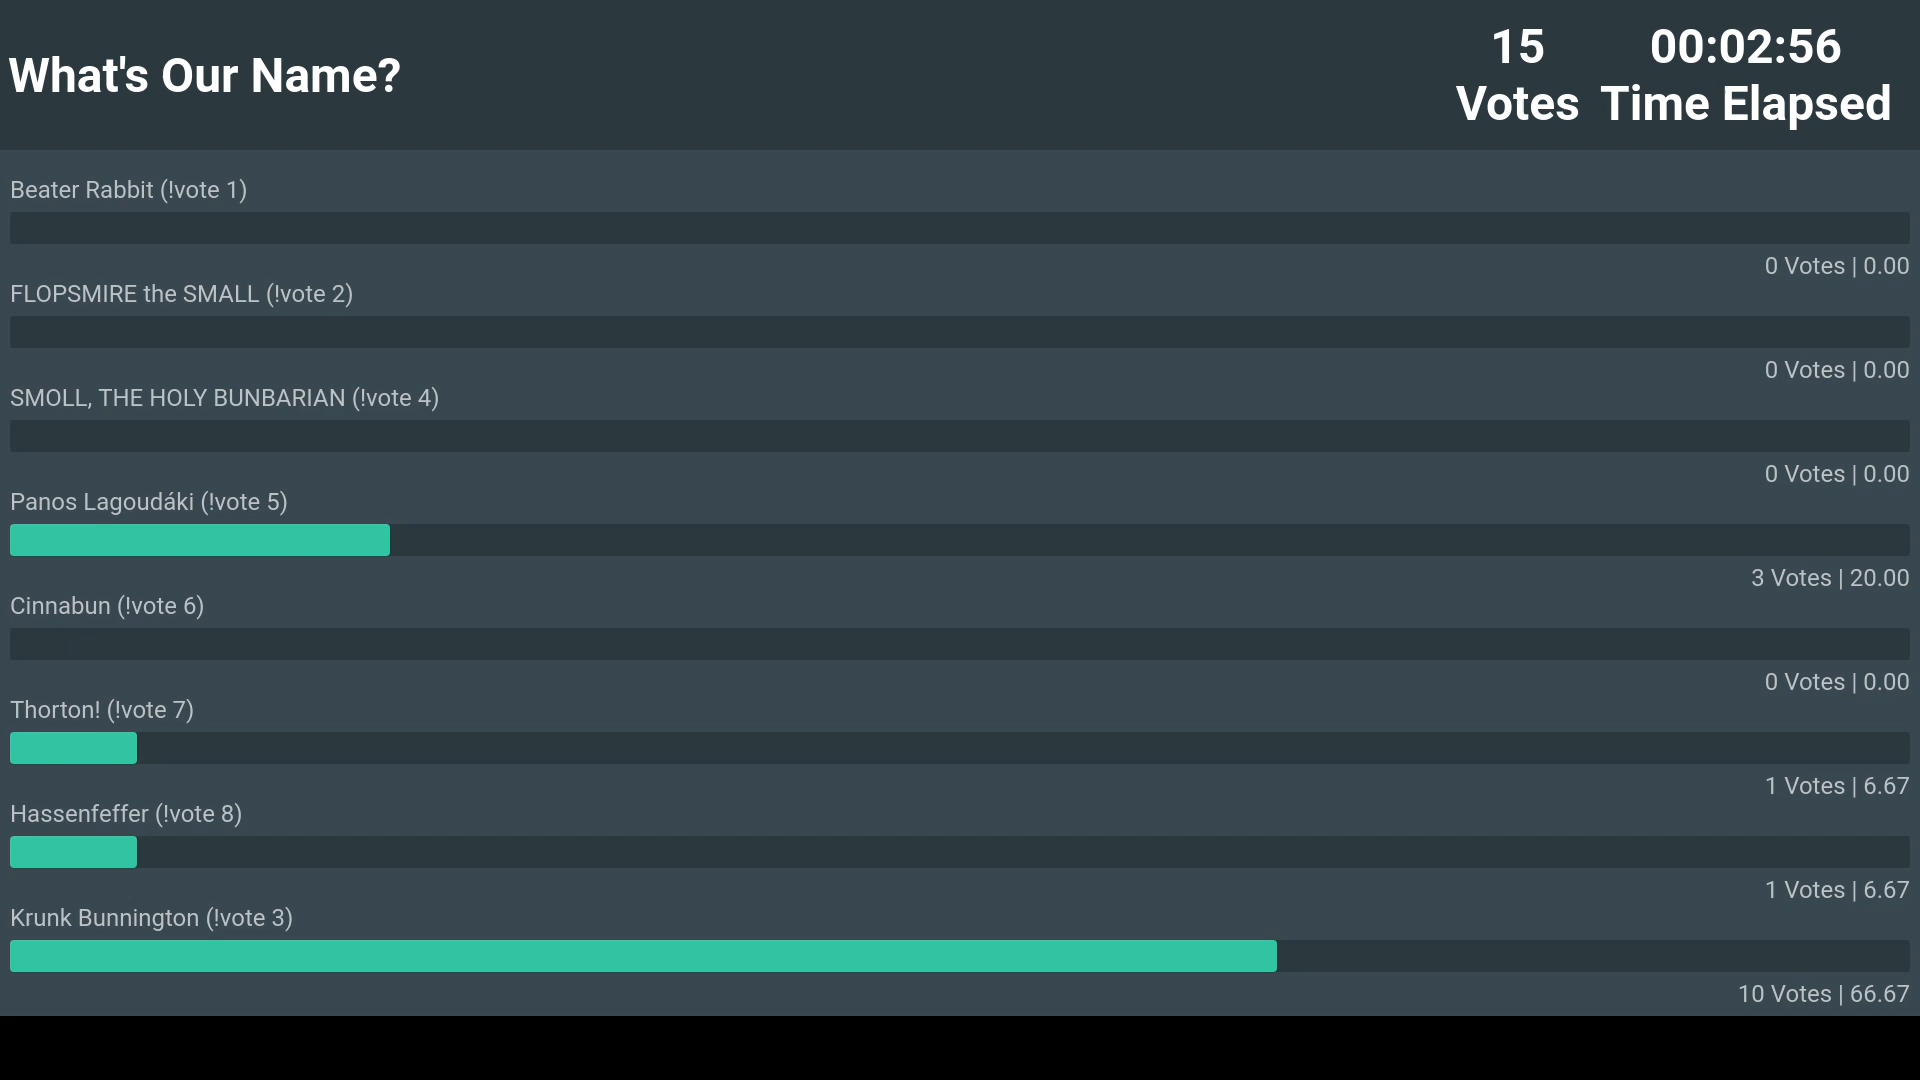 What's Our Name?
15 Votes
00:02:56 Time Elapsed
Beater Rabbit (!vote 1)
0 Votes | 0.00
FLOPSMIRE the SMALL (!vote 2)
0 Votes | 0.00
SMOLL, THE HOLY BUNBARIAN (!vote 4)
0 Votes | 0.00
Panos Lagoudáki (!vote 5)
3 Votes | 20.00
Cinnabun (!vote 6)
0 Votes | 0.00
Thorton! (!vote 7)
1 Votes | 6.67
Hassenfeffer (!vote 8)
1 Votes | 6.67
Krunk Bunnington (!vote 3)
10 Votes | 66.67